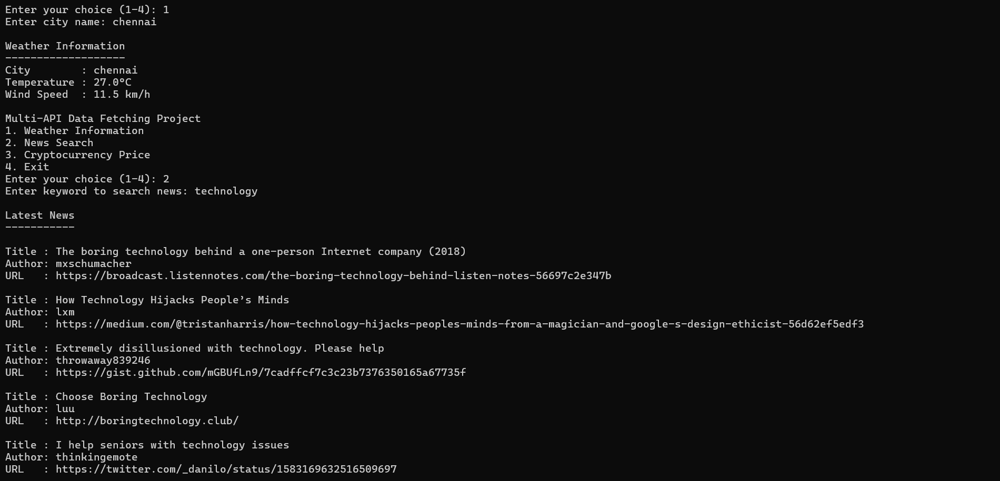 Enter your choice (1-4): 1
Enter city name: chennai
Weather Information
-------------------
City        : chennai
Temperature : 27.0°C
Wind Speed  : 11.5 km/h
Multi-API Data Fetching Project
1. Weather Information
2. News Search
3. Cryptocurrency Price
4. Exit
Enter your choice (1-4): 2
Enter keyword to search news: technology
Latest News
-----------
Title : The boring technology behind a one-person Internet company (2018)
Author: mxschumacher
URL   : https://broadcast.listennotes.com/the-boring-technology-behind-listen-notes-56697c2e347b
Title : How Technology Hijacks People’s Minds
Author: lxm
URL   : https://medium.com/@tristanharris/how-technology-hijacks-peoples-minds-from-a-magician-and-google-s-design-ethicist-56d62ef5edf3
Title : Extremely disillusioned with technology. Please help
Author: throwaway839246
URL   : https://gist.github.com/mGBUfLn9/7cadffcf7c3c23b7376350165a67735f
Title : Choose Boring Technology
Author: luu
URL   : http://boringtechnology.club/
Title : I help seniors with technology issues
Author: thinkingemote
URL   : https://twitter.com/_danilo/status/1583169632516509697